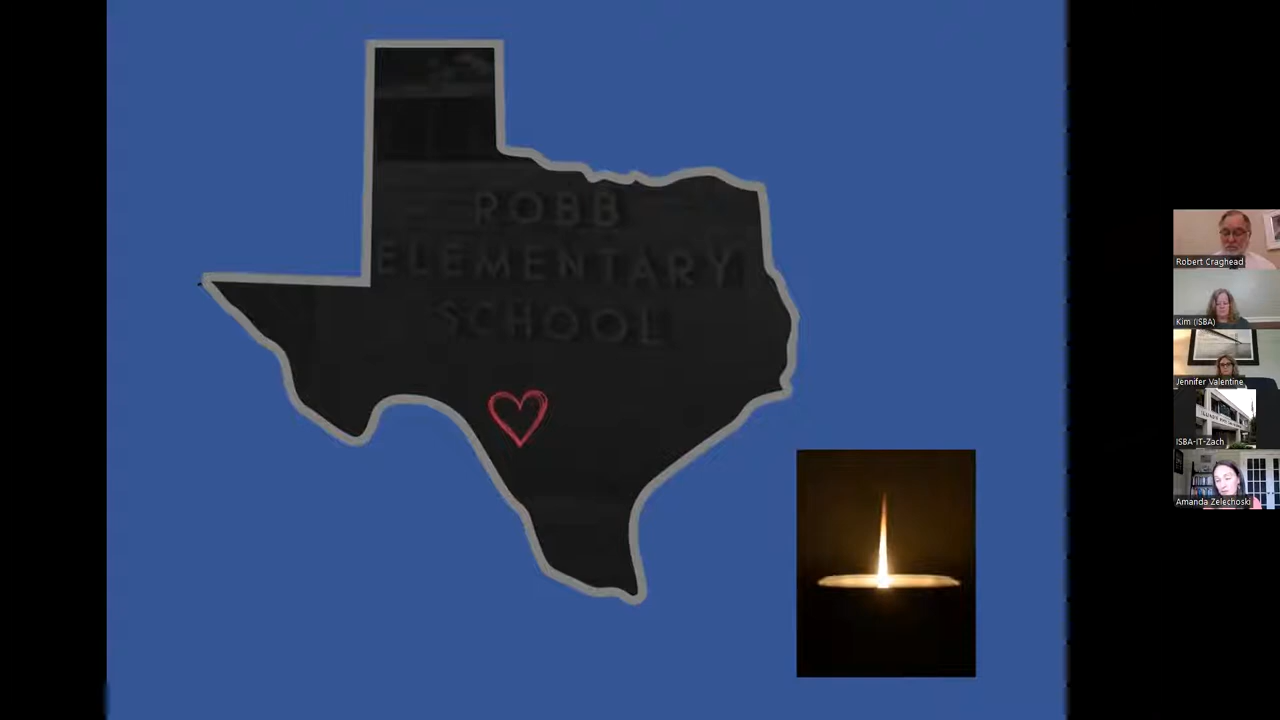 ROBB
ELEMENTARY
SCHOOL
Robert Craghead
Kim (ISBA)
Jennifer Valentine
ISBA-IT-Zach
Amanda Zelechoski